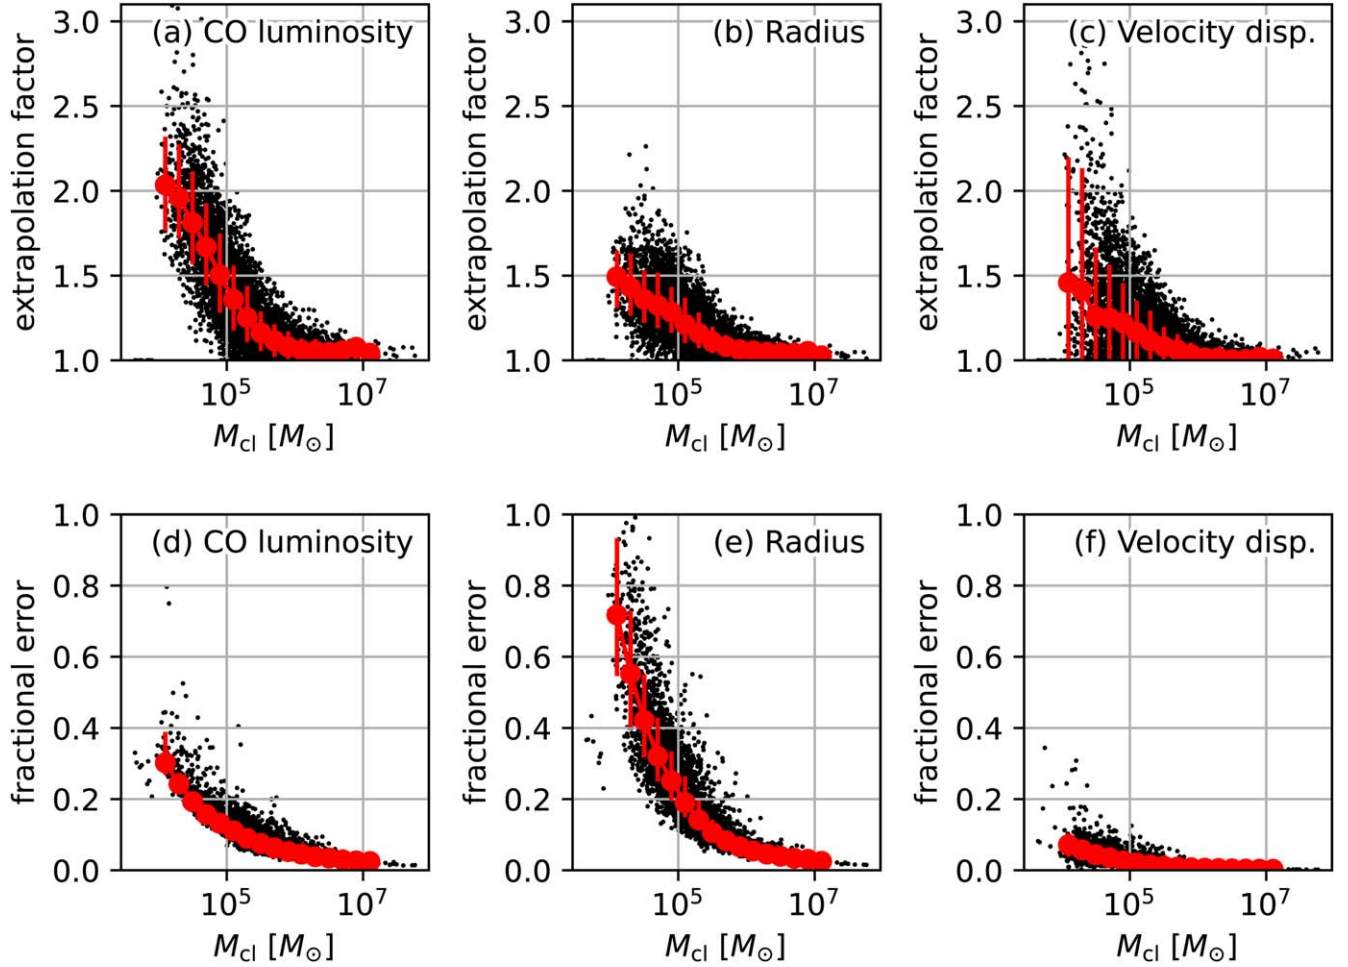 (a) CO luminosity
extrapolation factor
3.0
2.5
2.0
1.5
1.0
10^5
10^7
M_cl [M_⊙]
(b) Radius
extrapolation factor
3.0
2.5
2.0
1.5
1.0
10^5
10^7
M_cl [M_⊙]
(c) Velocity disp.
extrapolation factor
3.0
2.5
2.0
1.5
1.0
10^5
10^7
M_cl [M_⊙]
(d) CO luminosity
fractional error
1.0
0.8
0.6
0.4
0.2
0.0
10^5
10^7
M_cl [M_⊙]
(e) Radius
fractional error
1.0
0.8
0.6
0.4
0.2
0.0
10^5
10^7
M_cl [M_⊙]
(f) Velocity disp.
fractional error
1.0
0.8
0.6
0.4
0.2
0.0
10^5
10^7
M_cl [M_⊙]